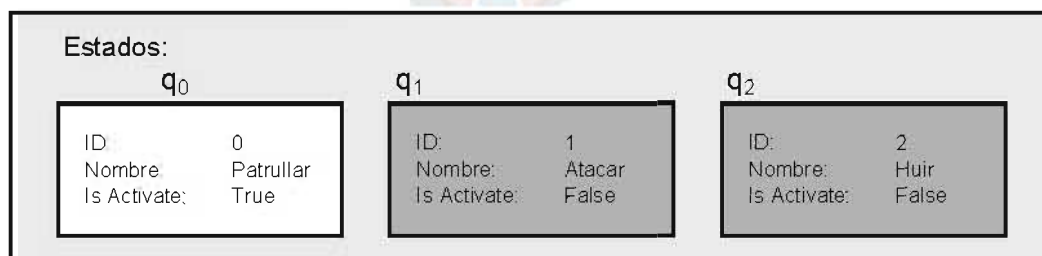 Estados:
q0 q1 q2
ID: 0 ID: 1 ID: 2
Nombre: Patrullar Nombre: Atacar Nombre: Huir
Is Activate: True Is Activate: False Is Activate: False